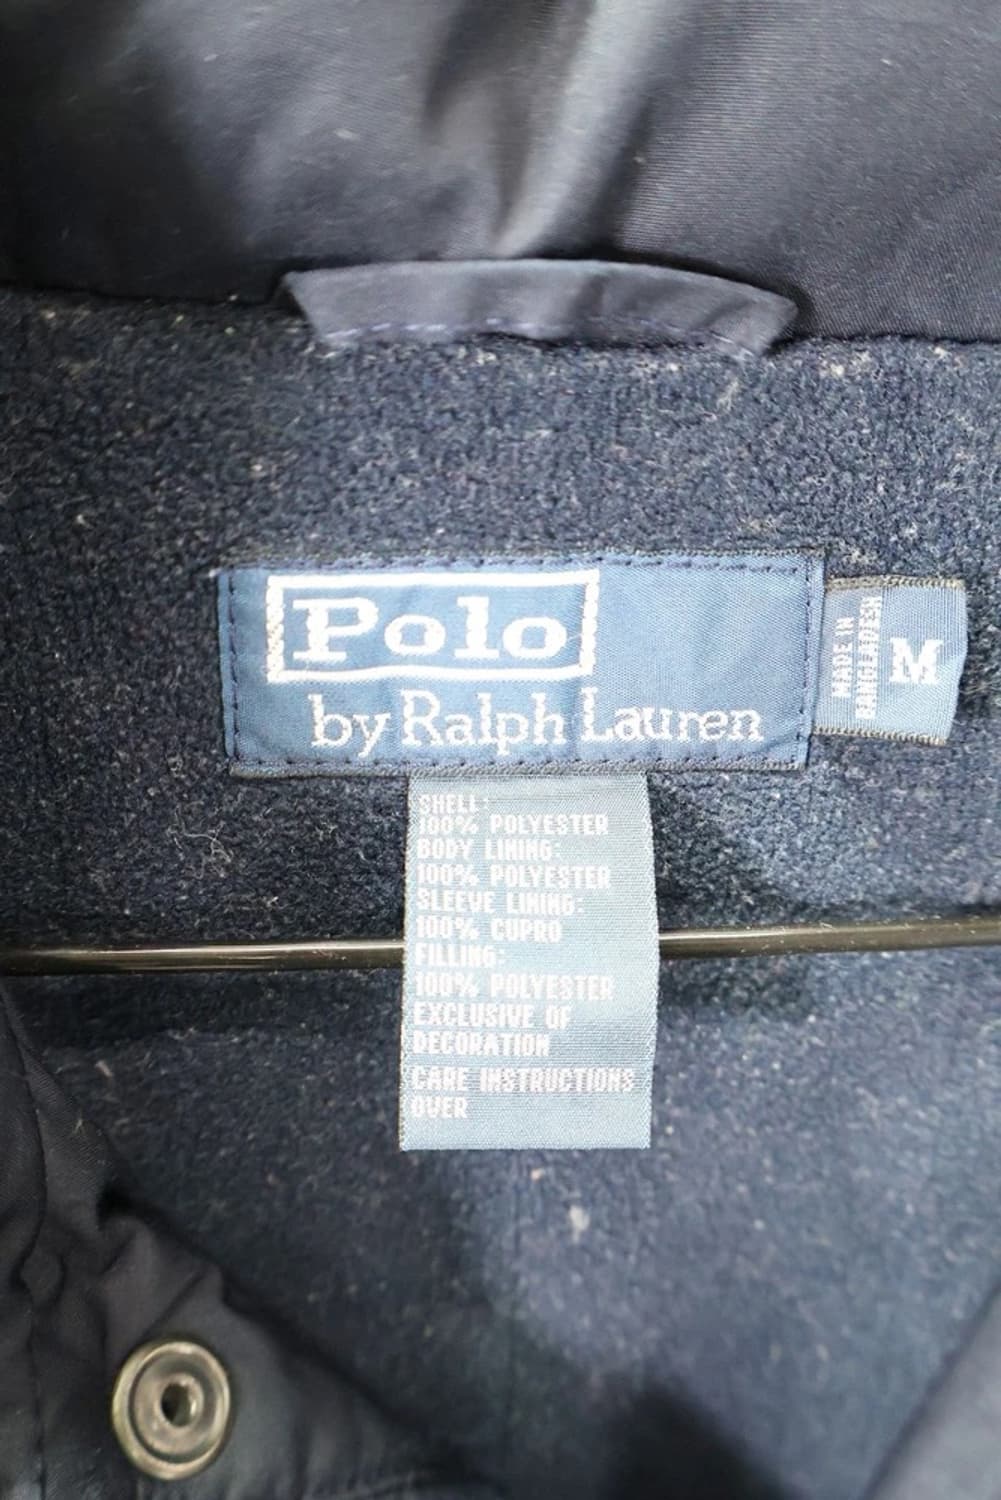 Polo
by Ralph Lauren
MADE IN
BANGLADESH
M
SHELL:
100% POLYESTER
BODY LINING:
100% POLYESTER
SLEEVE LINING:
100% CUPRO
FILLING:
100% POLYESTER
EXCLUSIVE OF
DECORATION
CARE INSTRUCTIONS
OVER